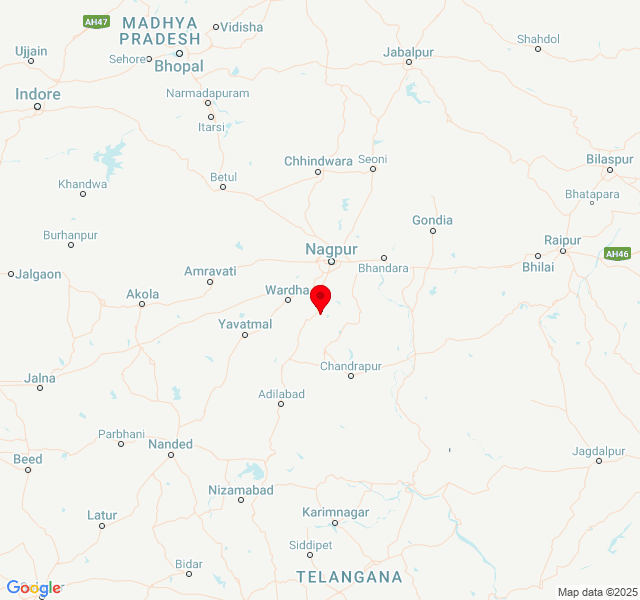 AH47
MADHYA
PRADESH
Vidisha
Shahdol
Ujjain
Sehore
Jabalpur
Bhopal
Indore
Narmadapuram
Itarsi
Chhindwara
Seoni
Bilaspur
Khandwa
Betul
Bhatapara
Gondia
Burhanpur
Raipur
Nagpur
AH46
Jalgaon
Amravati
Bhandara
Bhilai
Akola
Wardha
Yavatmal
Jalna
Chandrapur
Adilabad
Parbhani
Nanded
Beed
Jagdalpur
Nizamabad
Latur
Karimnagar
Siddipet
Bidar
TELANGANA
Google
Map data ©2025